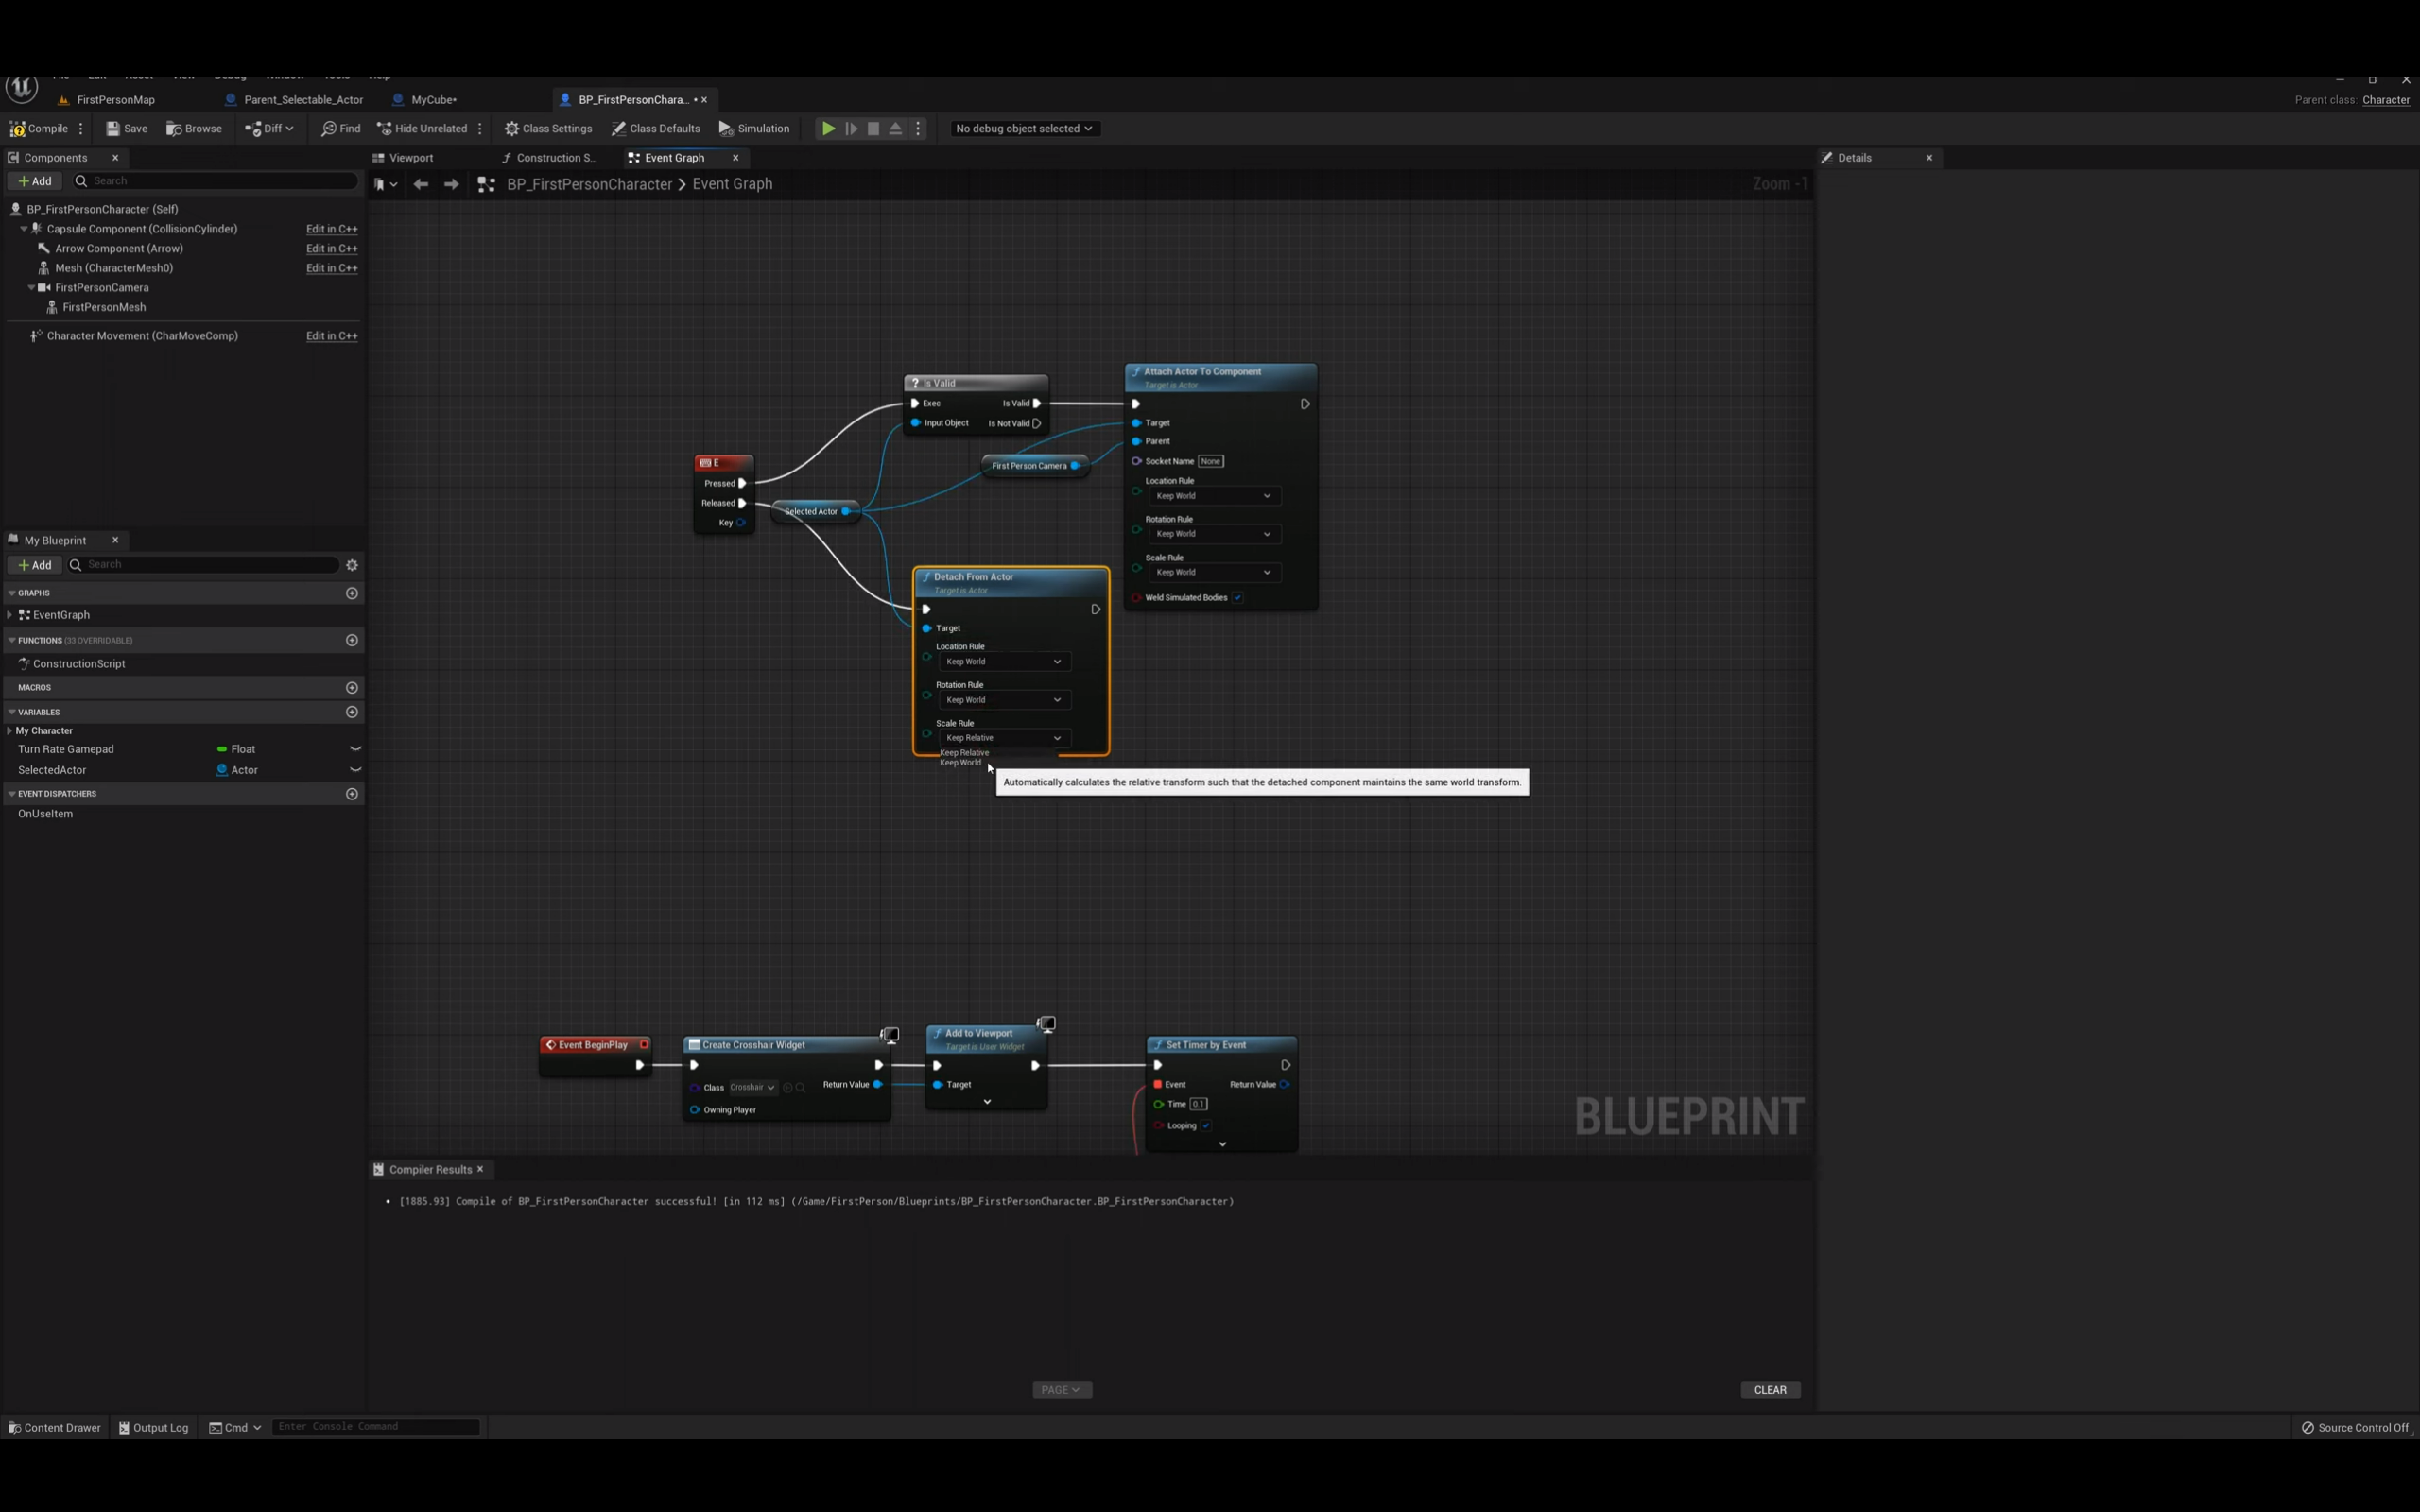 File Edit Asset View Debug Window Tools Help
FirstPersonMap Parent_Selectable_Actor MyCube• BP_FirstPersonChara... •
Parent class: Character
Compile Save Browse Diff Find Hide Unrelated Class Settings Class Defaults Simulation No debug object selected
Components Viewport Construction S... Event Graph Details
Add Search
BP_FirstPersonCharacter > Event Graph Zoom -1
BP_FirstPersonCharacter (Self)
Capsule Component (CollisionCylinder) Edit in C++
Arrow Component (Arrow) Edit in C++
Mesh (CharacterMesh0) Edit in C++
FirstPersonCamera
FirstPersonMesh
Character Movement (CharMoveComp) Edit in C++
My Blueprint
Add Search
GRAPHS
EventGraph
FUNCTIONS (33 OVERRIDABLE)
ConstructionScript
MACROS
VARIABLES
My Character
Turn Rate Gamepad Float
SelectedActor Actor
EVENT DISPATCHERS
OnUseItem
E
Pressed
Released
Key
Selected Actor
? Is Valid
Exec Is Valid
Input Object Is Not Valid
First Person Camera
Attach Actor To Component
Target is Actor
Target
Parent
Socket Name None
Location Rule
Keep World
Rotation Rule
Keep World
Scale Rule
Keep World
Weld Simulated Bodies
Detach From Actor
Target is Actor
Target
Location Rule
Keep World
Rotation Rule
Keep World
Scale Rule
Keep Relative
Keep Relative
Keep World
Automatically calculates the relative transform such that the detached component maintains the same world transform.
Event BeginPlay
Create Crosshair Widget
Class Crosshair Return Value
Owning Player
Add to Viewport
Target is User Widget
Target
Set Timer by Event
Event Return Value
Time 0.1
Looping
BLUEPRINT
Compiler Results
• [1885.93] Compile of BP_FirstPersonCharacter successful! [in 112 ms] (/Game/FirstPerson/Blueprints/BP_FirstPersonCharacter.BP_FirstPersonCharacter)
PAGE CLEAR
Content Drawer Output Log Cmd Enter Console Command Source Control Off